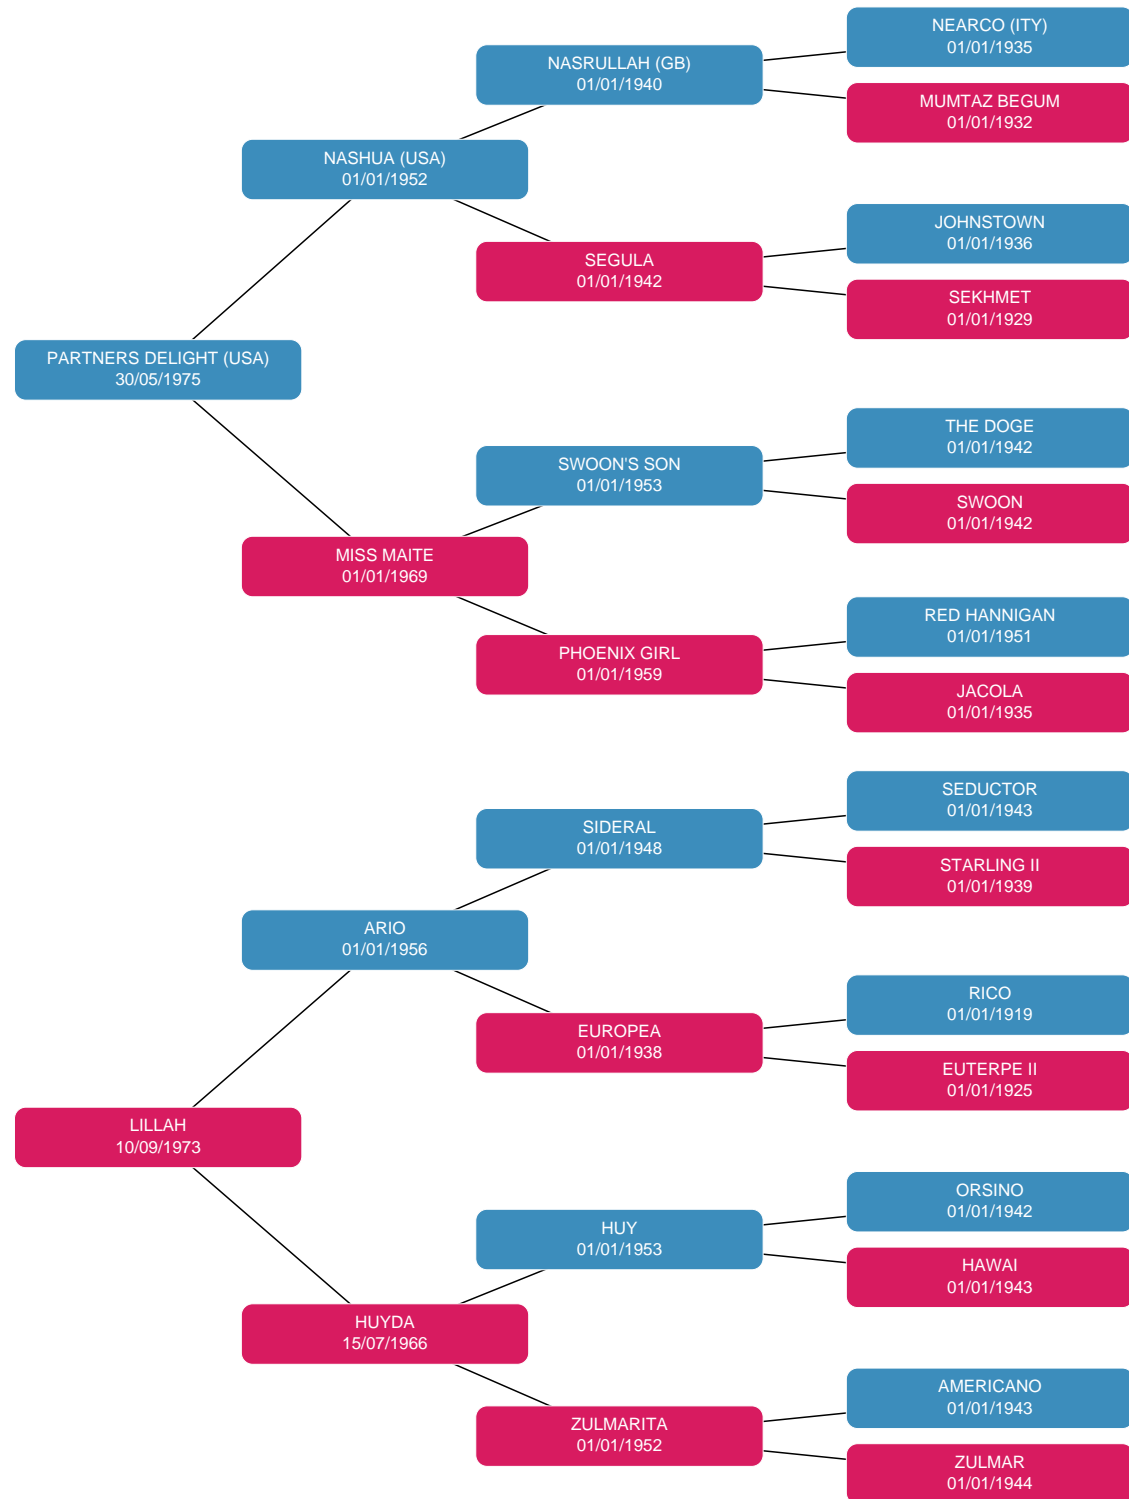 NEARCO (ITY)
01/01/1935
NASRULLAH (GB)
01/01/1940
MUMTAZ BEGUM
01/01/1932
NASHUA (USA)
01/01/1952
JOHNSTOWN
01/01/1936
SEGULA
01/01/1942
SEKHMET
01/01/1929
PARTNERS DELIGHT (USA)
30/05/1975
THE DOGE
01/01/1942
SWOON'S SON
01/01/1953
SWOON
01/01/1942
MISS MAITE
01/01/1969
RED HANNIGAN
01/01/1951
PHOENIX GIRL
01/01/1959
JACOLA
01/01/1935
SEDUCTOR
01/01/1943
SIDERAL
01/01/1948
STARLING II
01/01/1939
ARIO
01/01/1956
RICO
01/01/1919
EUROPEA
01/01/1938
EUTERPE II
01/01/1925
LILLAH
10/09/1973
ORSINO
01/01/1942
HUY
01/01/1953
HAWAI
01/01/1943
HUYDA
15/07/1966
AMERICANO
01/01/1943
ZULMARITA
01/01/1952
ZULMAR
01/01/1944